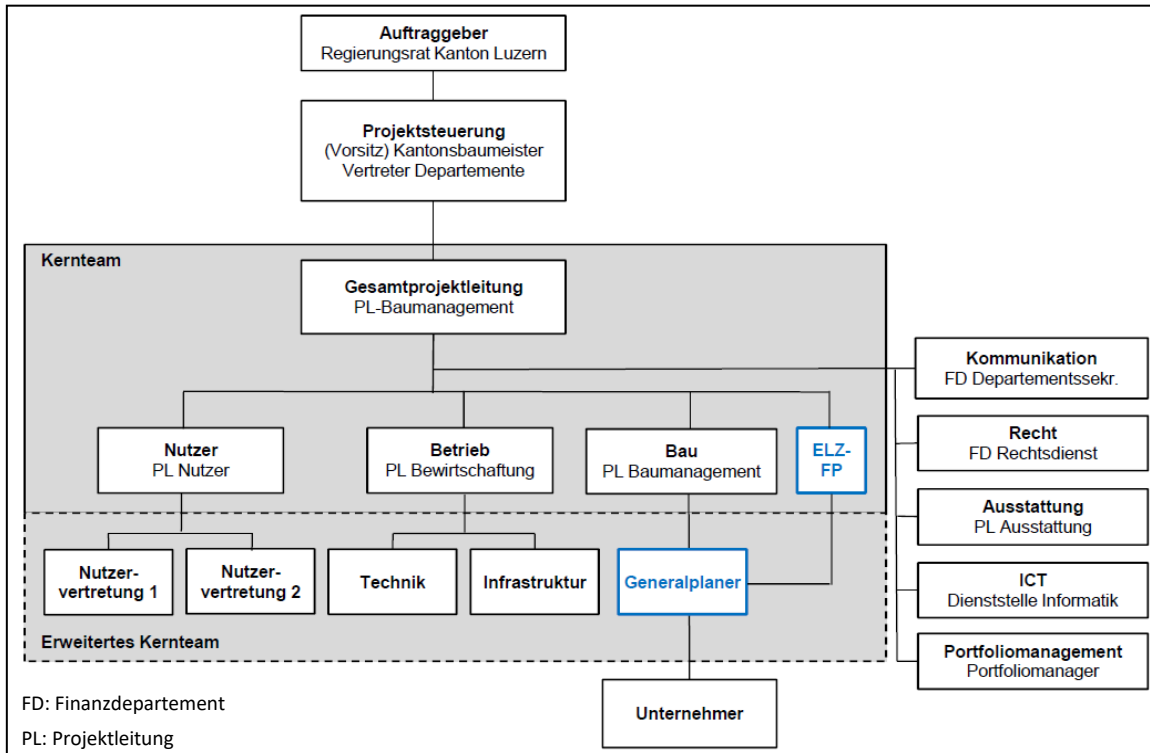 Auftraggeber
Regierungsrat Kanton Luzern
Projektsteuerung
(Vorsitz) Kantonsbaumeister
Vertreter Departemente
Kernteam
Gesamtprojektleitung
PL-Baumanagement
Kommunikation
FD Departementssekr.
Nutzer
PL Nutzer
Betrieb
PL Bewirtschaftung
Bau
PL Baumanagement
ELZ-
FP
Recht
FD Rechtsdienst
Ausstattung
PL Ausstattung
Nutzer-
vertretung 1
Nutzer-
vertretung 2
Technik
Infrastruktur
Generalplaner
ICT
Dienststelle Informatik
Erweitertes Kernteam
Portfoliomanagement
Portfoliomanager
Unternehmer
FD: Finanzdepartement
PL: Projektleitung